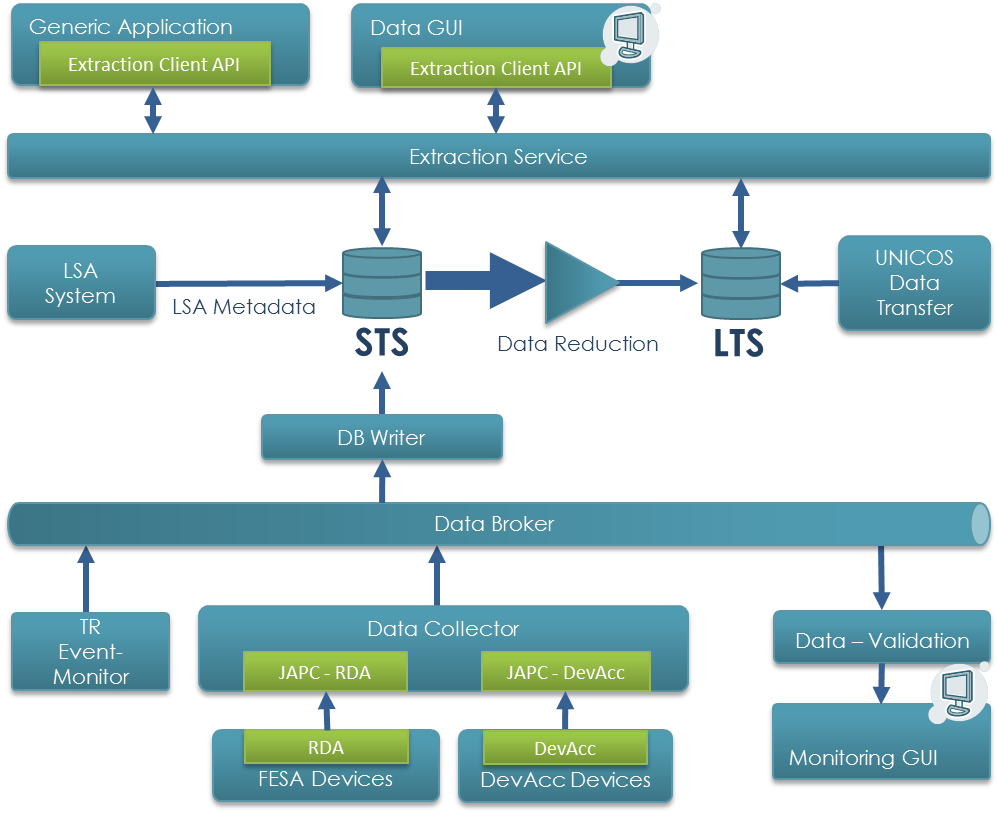 Generic Application
Extraction Client API
Data GUI
Extraction Client API
Extraction Service
LSA
System
LSA Metadata
STS
Data Reduction
LTS
UNICOS
Data
Transfer
DB Writer
Data Broker
TR
Event-
Monitor
Data Collector
JAPC - RDA
JAPC - DevAcc
RDA
FESA Devices
DevAcc
DevAcc Devices
Data – Validation
Monitoring GUI